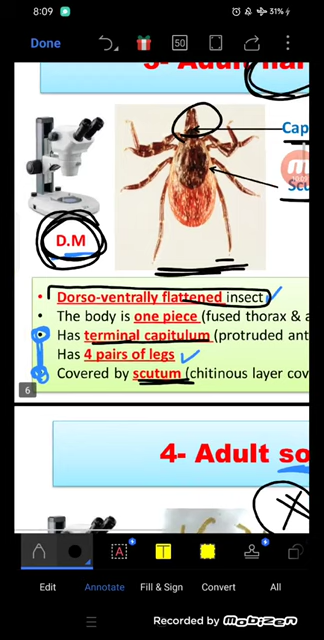 8:09
31%
Done
50
3- Adult har
Cap
Scu
D.M
• Dorso-ventrally flattened insect
• The body is one piece (fused thorax & a
Has terminal capitulum (protruded ant
Has 4 pairs of legs
Covered by scutum (chitinous layer cov
6
4- Adult so
A
T
Edit Annotate Fill & Sign Convert All
Recorded by mobizen